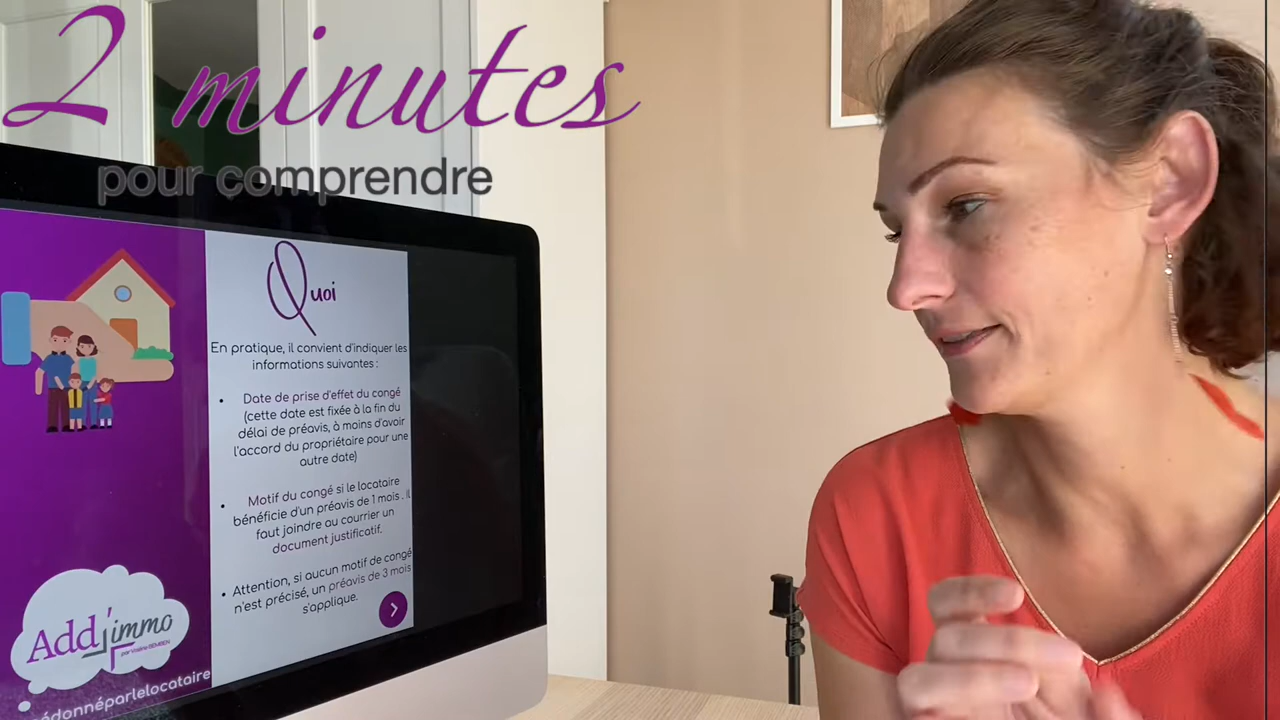 2 minutes
pour comprendre
Quoi
En pratique, il convient d'indiquer les
informations suivantes :
• Date de prise d'effet du congé
(cette date est fixée à la fin du
délai de préavis, à moins d'avoir
l'accord du propriétaire pour une
autre date)
• Motif du congé si le locataire
bénéficie d'un préavis de 1 mois . Il
faut joindre au courrier un
document justificatif.
• Attention, si aucun motif de congé
n'est précisé, un préavis de 3 mois
s'applique.
Add'immo
édonnéparlelocataire